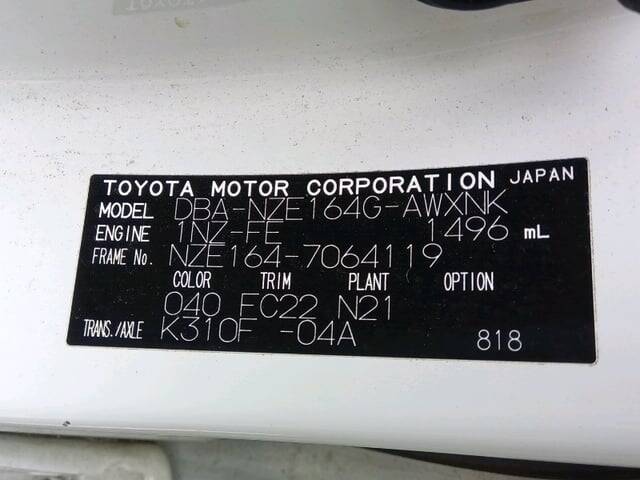 TOYOTA MOTOR CORPORATION JAPAN
MODEL DBA-NZE164G-AWXNK
ENGINE 1NZ-FE 1496 mL
FRAME No. NZE164-7064119
COLOR TRIM PLANT OPTION
040 FC22 N21
TRANS./AXLE K310F -04A 818